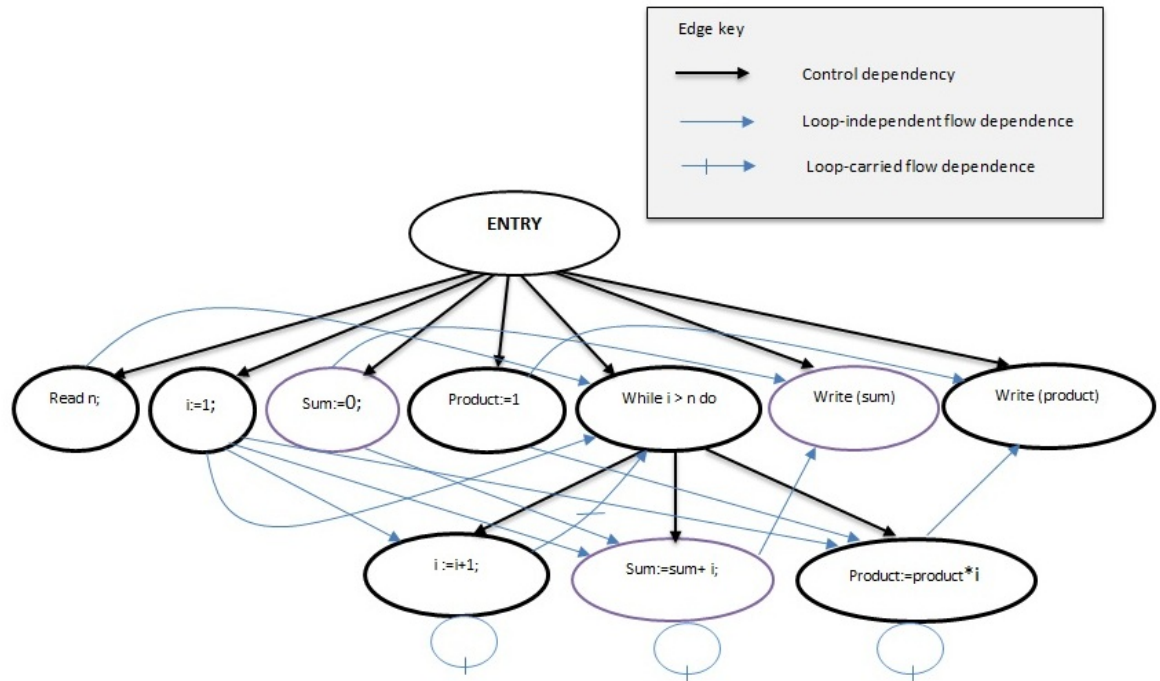 Edge key
Control dependency
Loop-independent flow dependence
Loop-carried flow dependence
ENTRY
Read n;
i:=1;
Sum:=0;
Product:=1
While i > n do
Write (sum)
Write (product)
i :=i+1;
Sum:=sum+ i;
Product:=product*i